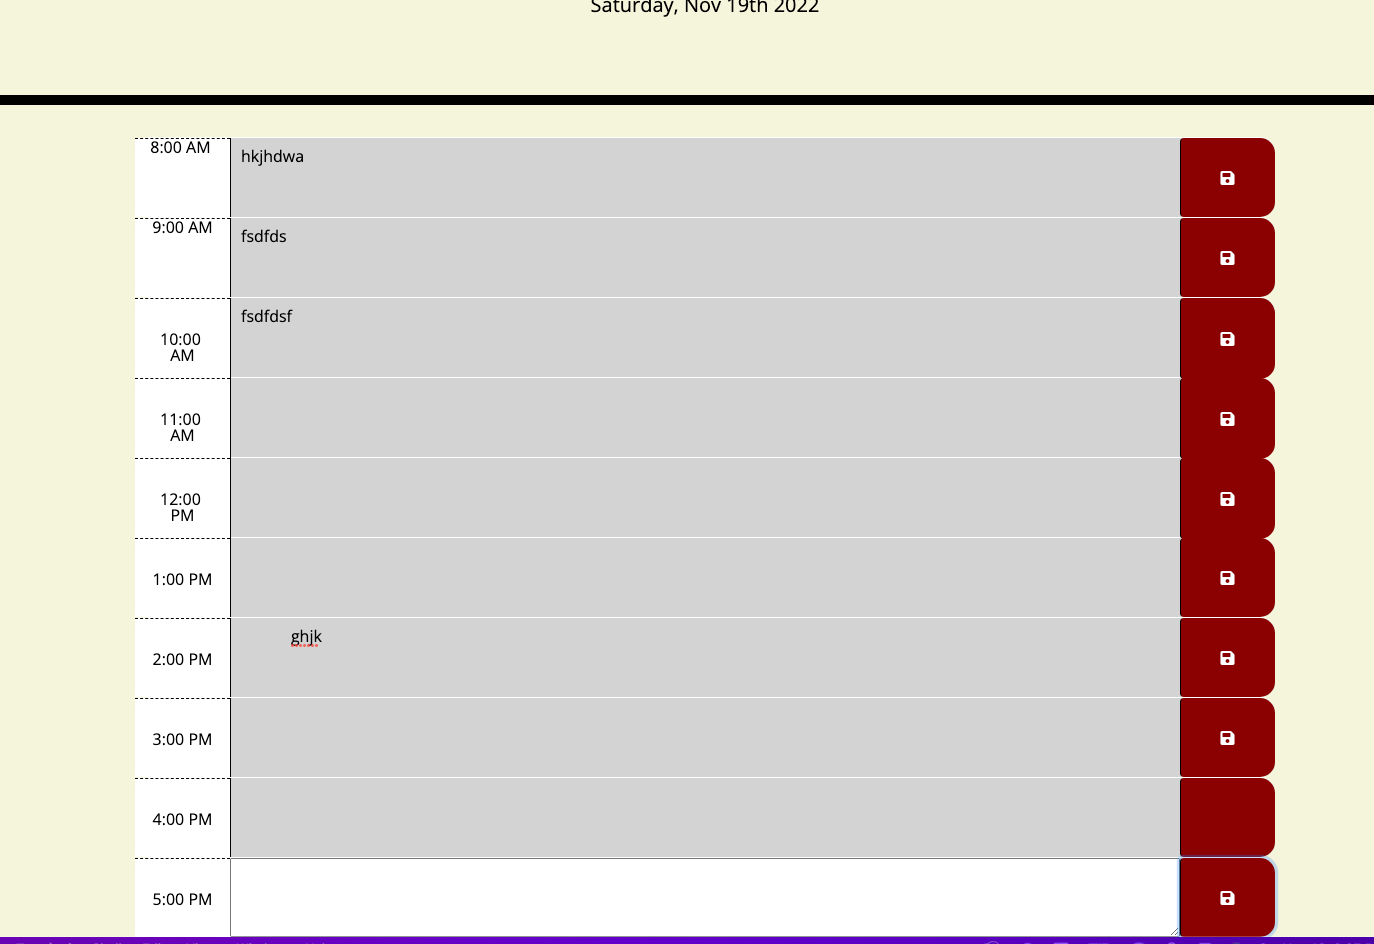 Saturday, Nov 19th 2022
8:00 AM hkjhdwa
9:00 AM fsdfds
10:00
AM
fsdfdsf
11:00
AM
12:00
PM
1:00 PM
2:00 PM ghjk
3:00 PM
4:00 PM
5:00 PM